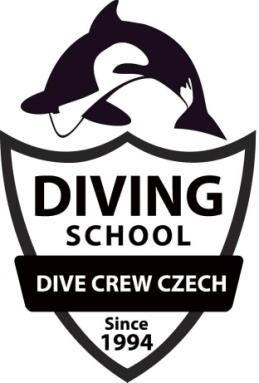 DIVING
SCHOOL
DIVE CREW CZECH
Since
1994